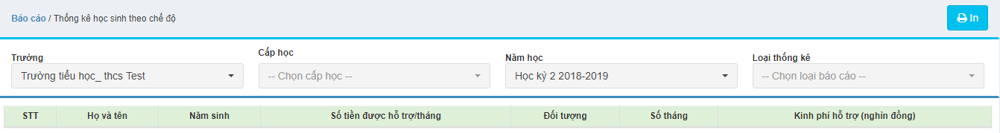 Báo cáo / Thống kê học sinh theo chế độ
In
Trường
Cấp học
Năm học
Loại thống kê
Trường tiểu học_ thcs Test
-- Chọn cấp học --
Học kỳ 2 2018-2019
-- Chọn loại báo cáo --
STT Họ và tên Năm sinh Số tiền được hỗ trợ/tháng Đối tượng Số tháng Kinh phí hỗ trợ (nghìn đồng)